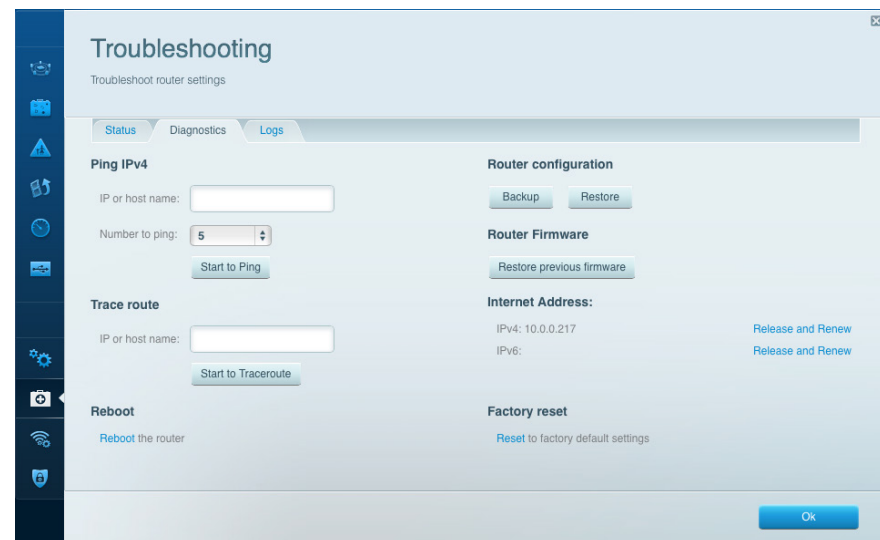 Troubleshooting
Troubleshoot router settings
Status
Diagnostics
Logs
Ping IPv4
IP or host name:
Number to ping:
5
Start to Ping
Trace route
IP or host name:
Start to Traceroute
Reboot
Reboot the router
Router configuration
Backup
Restore
Router Firmware
Restore previous firmware
Internet Address:
IPv4: 10.0.0.217
Release and Renew
IPv6:
Release and Renew
Factory reset
Reset to factory default settings
Ok